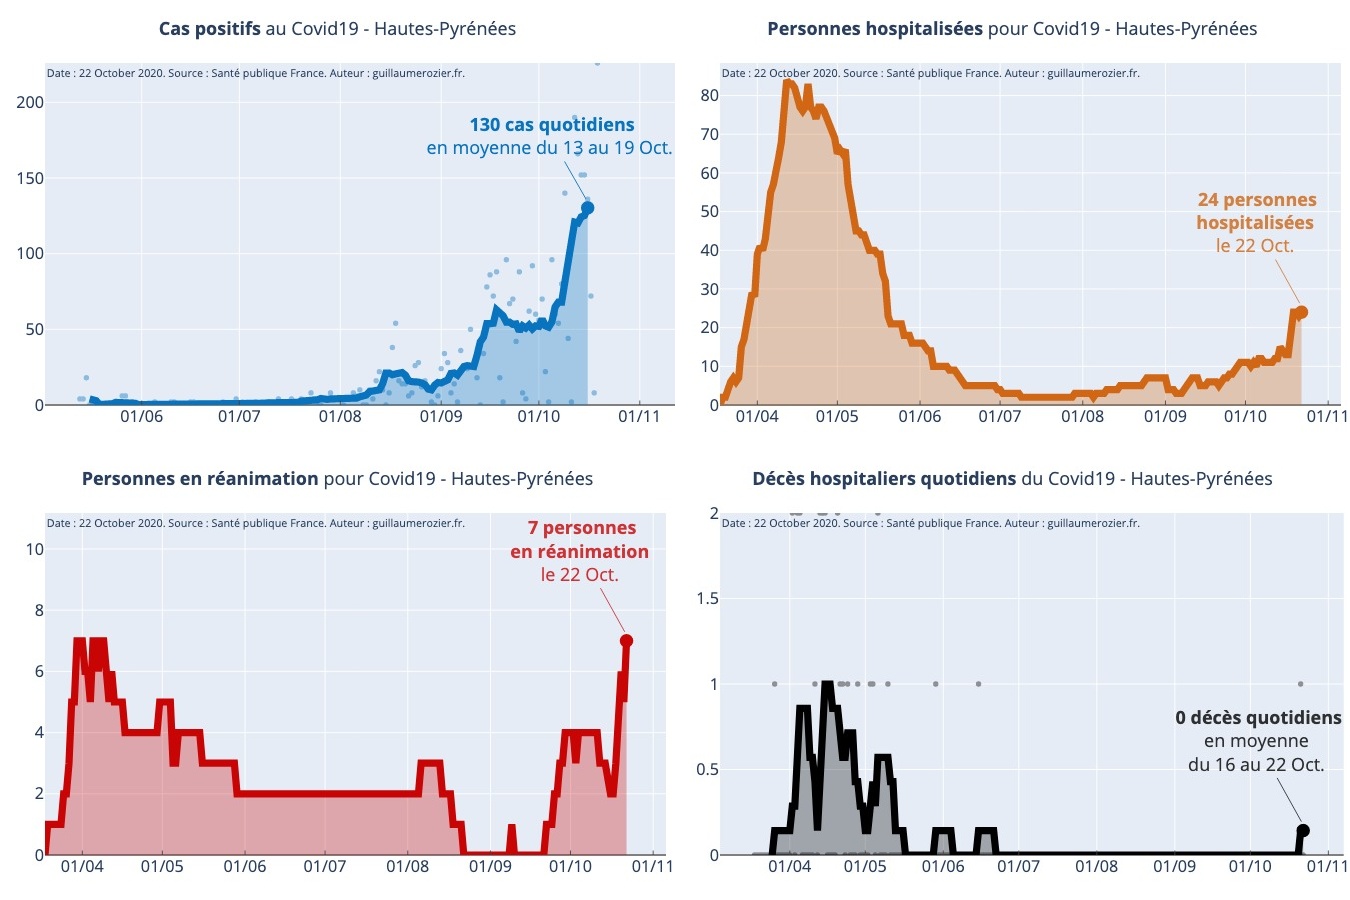 Cas positifs au Covid19 - Hautes-Pyrénées
Date : 22 October 2020. Source : Santé publique France. Auteur : guillaumerozier.fr.
200
150
100
50
0
130 cas quotidiens
en moyenne du 13 au 19 Oct.
01/06 01/07 01/08 01/09 01/10 01/11
Personnes hospitalisées pour Covid19 - Hautes-Pyrénées
Date : 22 October 2020. Source : Santé publique France. Auteur : guillaumerozier.fr.
80
70
60
50
40
30
20
10
0
24 personnes
hospitalisées
le 22 Oct.
01/04 01/05 01/06 01/07 01/08 01/09 01/10 01/11
Personnes en réanimation pour Covid19 - Hautes-Pyrénées
Date : 22 October 2020. Source : Santé publique France. Auteur : guillaumerozier.fr.
10
8
6
4
2
0
7 personnes
en réanimation
le 22 Oct.
01/04 01/05 01/06 01/07 01/08 01/09 01/10 01/11
Décès hospitaliers quotidiens du Covid19 - Hautes-Pyrénées
Date : 22 October 2020. Source : Santé publique France. Auteur : guillaumerozier.fr.
2
1.5
1
0.5
0
0 décès quotidiens
en moyenne
du 16 au 22 Oct.
01/04 01/05 01/06 01/07 01/08 01/09 01/10 01/11